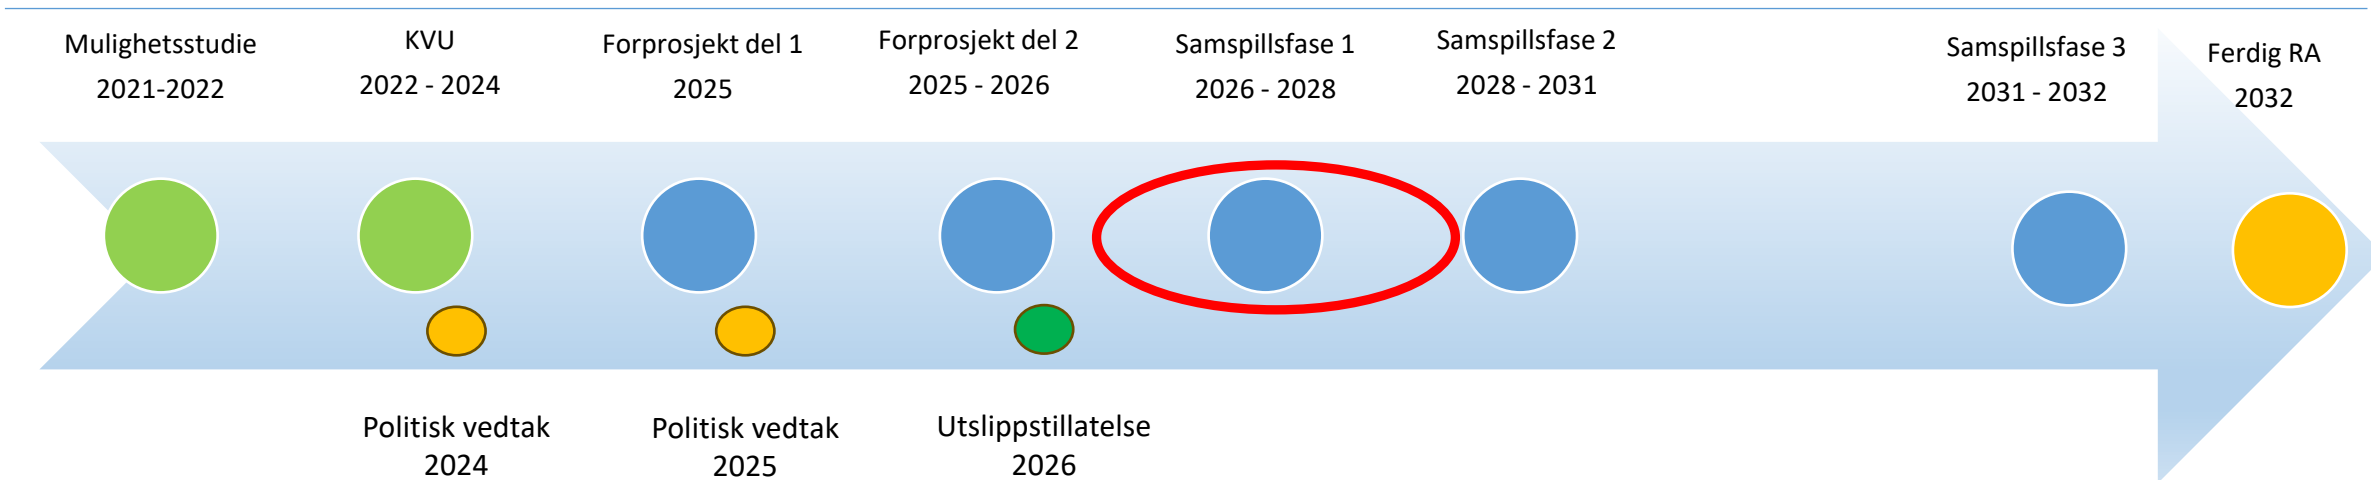 Mulighetsstudie
2021-2022
KVU
2022 - 2024
Forprosjekt del 1
2025
Forprosjekt del 2
2025 - 2026
Samspillsfase 1
2026 - 2028
Samspillsfase 2
2028 - 2031
Samspillsfase 3
2031 - 2032
Ferdig RA
2032
Politisk vedtak
2024
Politisk vedtak
2025
Utslippstillatelse
2026